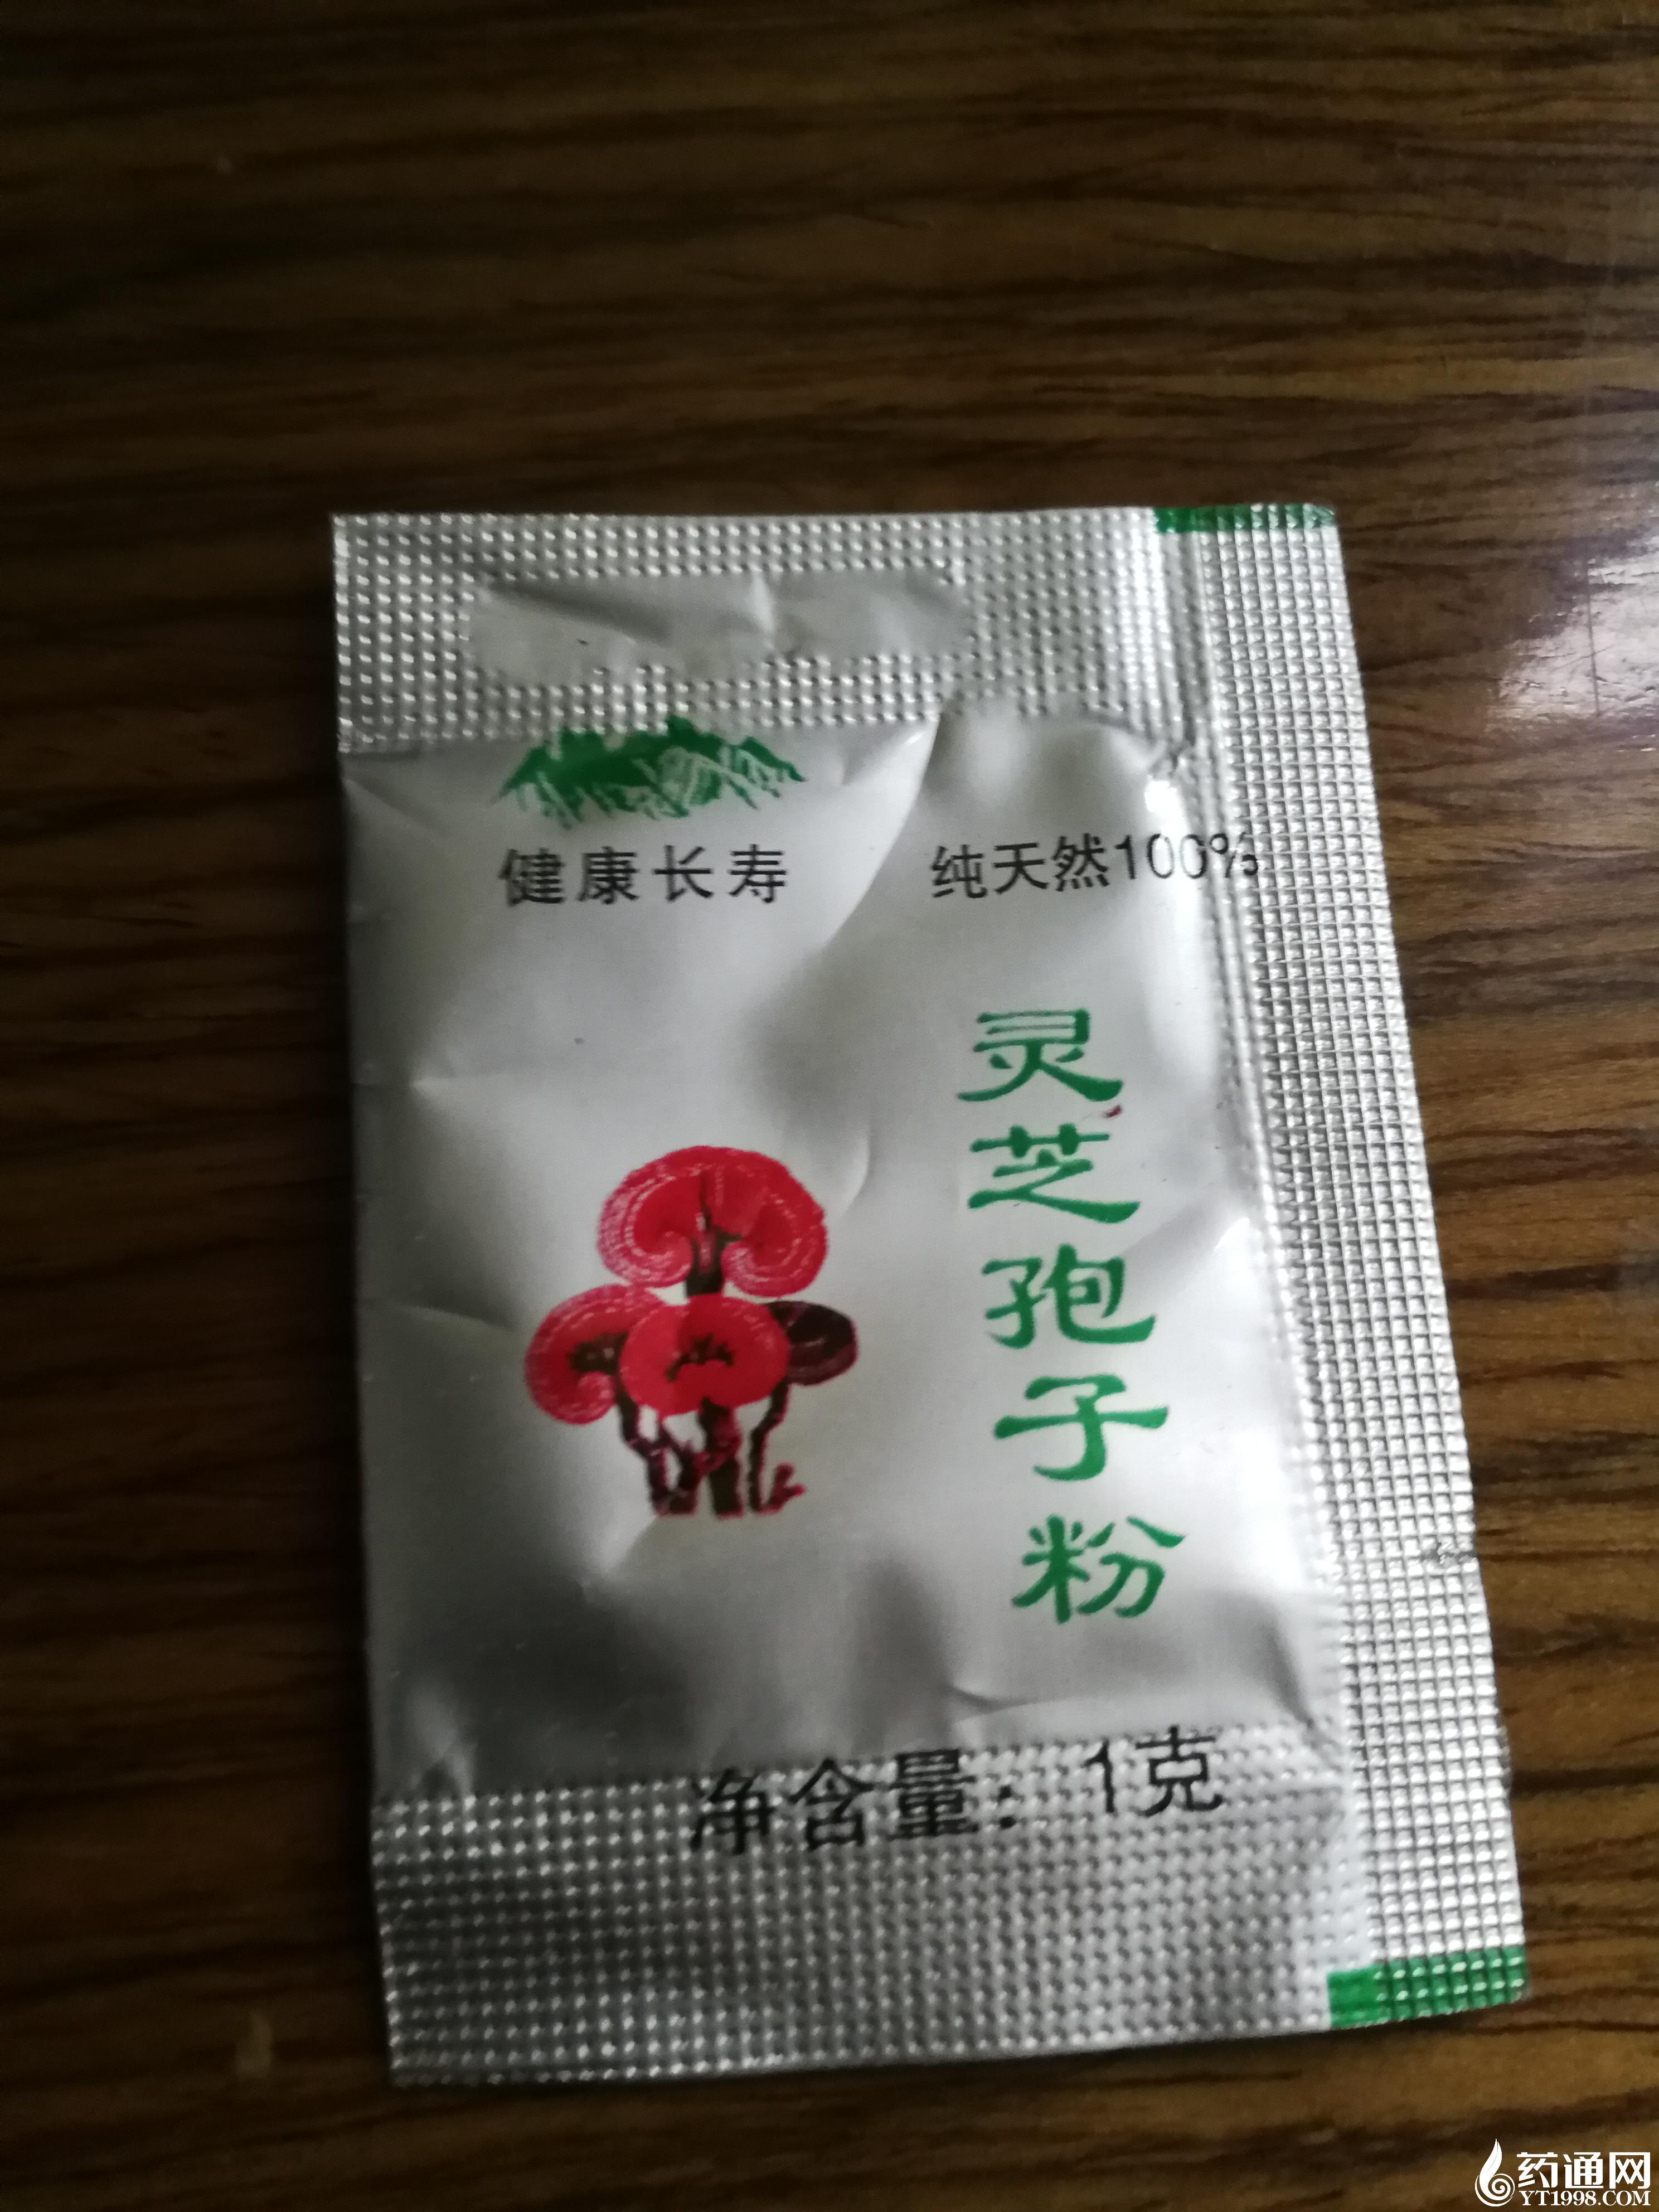 健康长寿
纯天然100%
灵芝孢子粉
净含量：1克
药通网
YT1998.COM